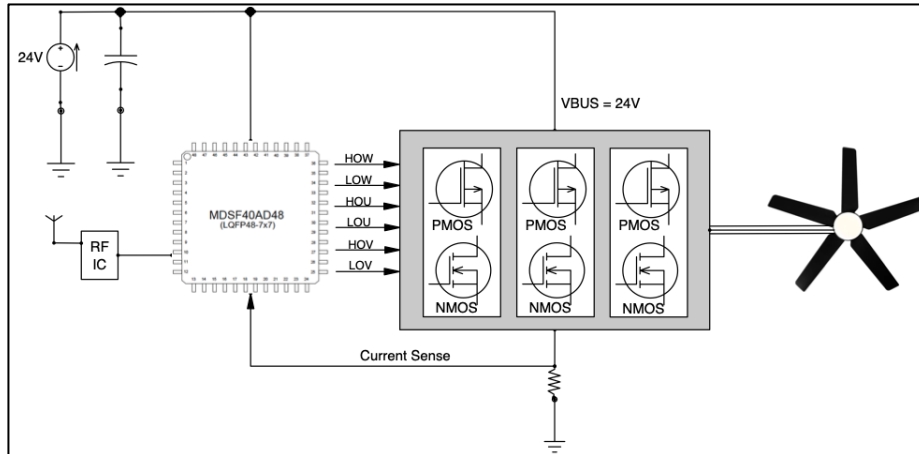 24V
VBUS = 24V
MDSF40AD48
(LQFP48-7x7)
HOW
LOW
HOU
LOU
HOV
LOV
PMOS
PMOS
PMOS
NMOS
NMOS
NMOS
RF
IC
Current Sense